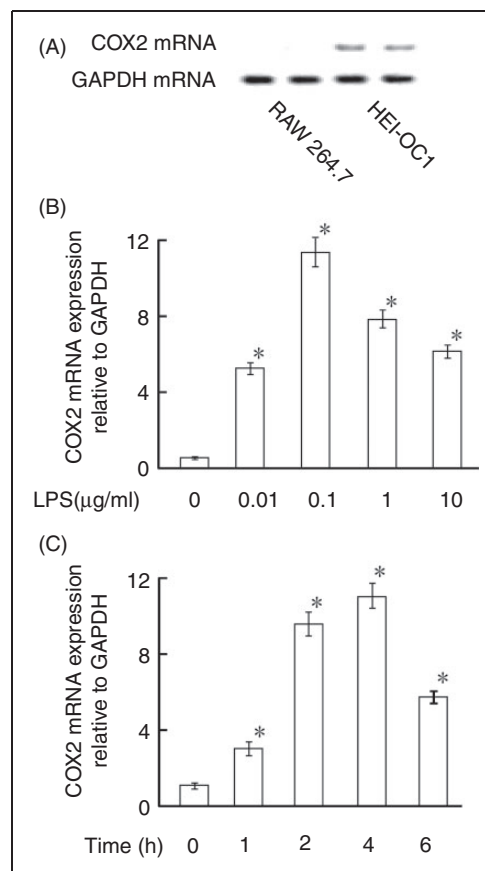 (A)
COX2 mRNA
GAPDH mRNA
RAW 264.7
HEI-OC1
(B)
COX2 mRNA expression
relative to GAPDH
12
8
4
0
*
*
*
*
LPS(μg/ml) 0 0.01 0.1 1 10
(C)
COX2 mRNA expression
relative to GAPDH
12
8
4
0
*
*
*
*
Time (h) 0 1 2 4 6